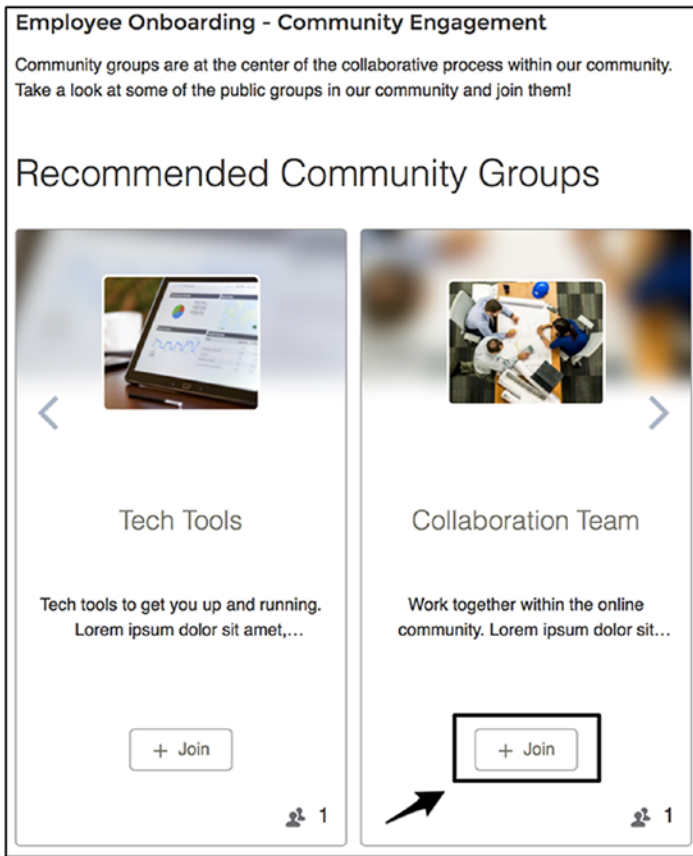 Employee Onboarding - Community Engagement
Community groups are at the center of the collaborative process within our community.
Take a look at some of the public groups in our community and join them!
Recommended Community Groups
Tech Tools
Tech tools to get you up and running.
Lorem ipsum dolor sit amet,...
+ Join
1
Collaboration Team
Work together within the online
community. Lorem ipsum dolor sit...
+ Join
1